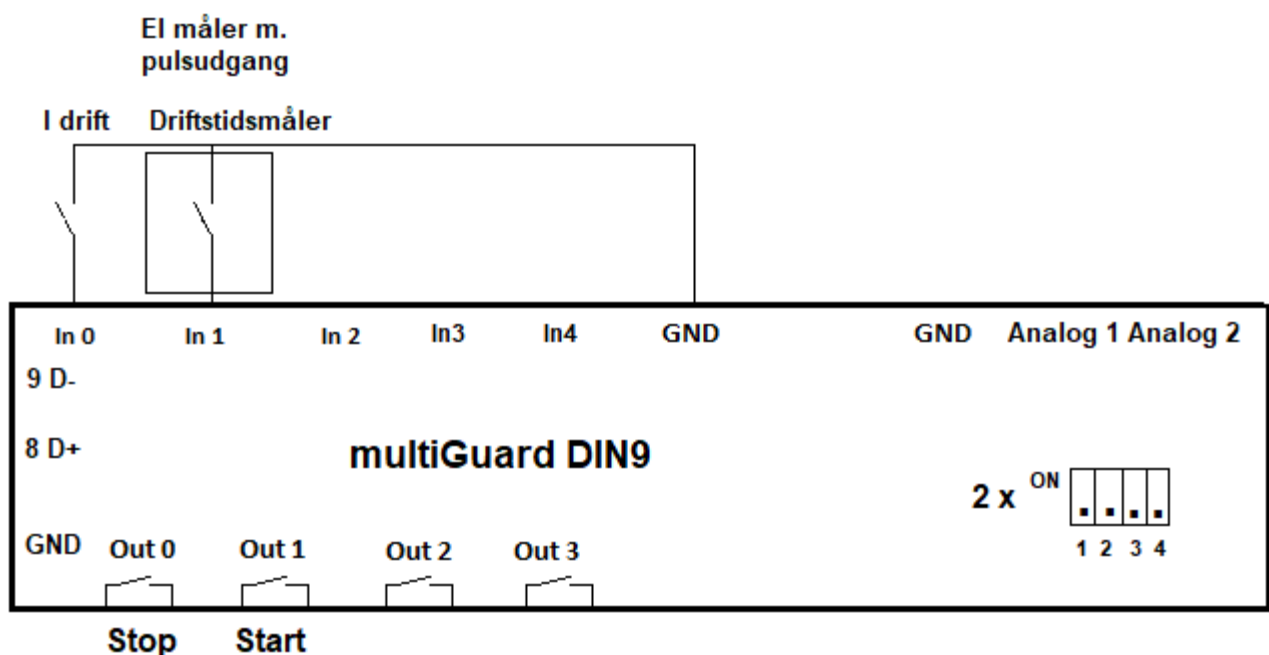 El måler m.
pulsudgang
I drift Driftstidsmåler
In 0 In 1 In 2 In3 In4 GND GND Analog 1 Analog 2
9 D-
8 D+ multiGuard DIN9
2 x ON
1 2 3 4
GND Out 0 Out 1 Out 2 Out 3
Stop Start